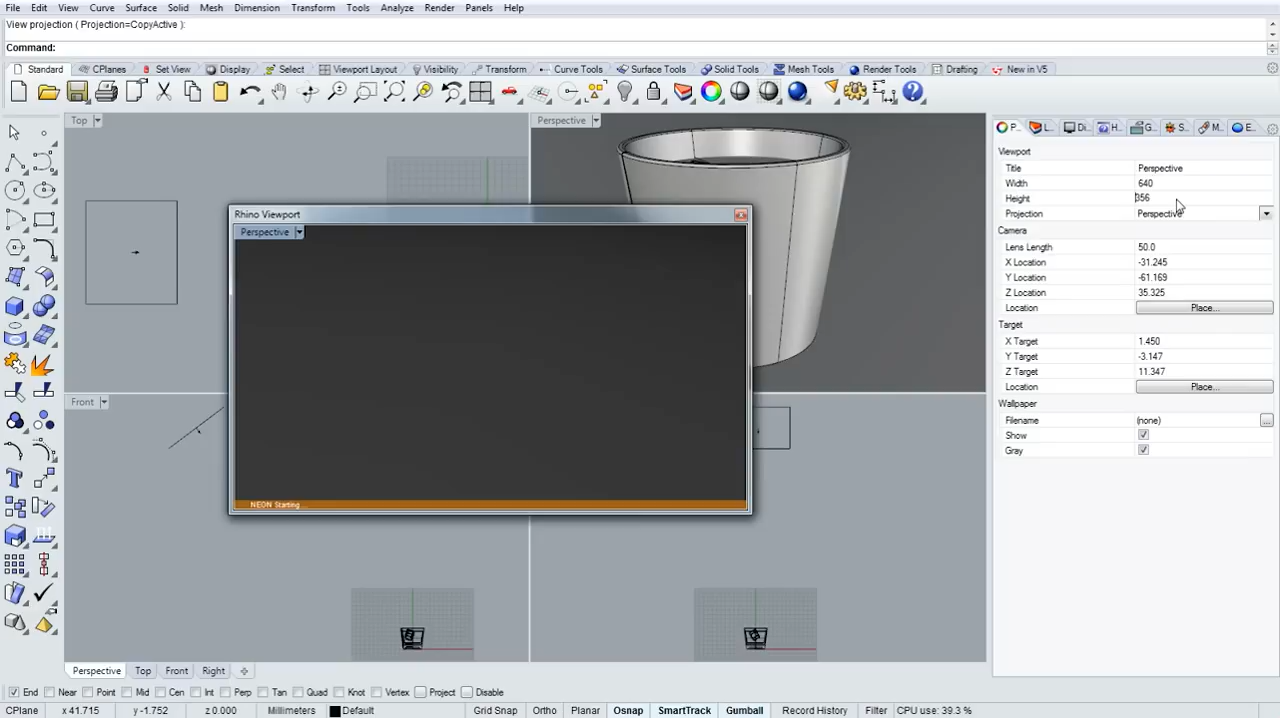 File Edit View Curve Surface Solid Mesh Dimension Transform Tools Analyze Render Panels Help
View projection ( Projection=CopyActive ):
Command:
Standard CPlanes Set View Display Select Viewport Layout Visibility Transform Curve Tools Surface Tools Solid Tools Mesh Tools Render Tools Drafting New in V5
Top
Perspective
P... L... Di... H... G... S... M... E...
Viewport
Title Perspective
Width 640
Height 356
Projection Perspective
Camera
Lens Length 50.0
X Location -31.245
Y Location -61.169
Z Location 35.325
Location Place...
Target
X Target 1.450
Y Target -3.147
Z Target 11.347
Location Place...
Wallpaper
Filename (none) ...
Show
Gray
Rhino Viewport
Perspective
NEON Starting...
Front
Perspective Top Front Right
End Near Point Mid Cen Int Perp Tan Quad Knot Vertex Project Disable
CPlane x 41.715 y -1.752 z 0.000 Millimeters Default Grid Snap Ortho Planar Osnap SmartTrack Gumball Record History Filter CPU use: 39.3 %